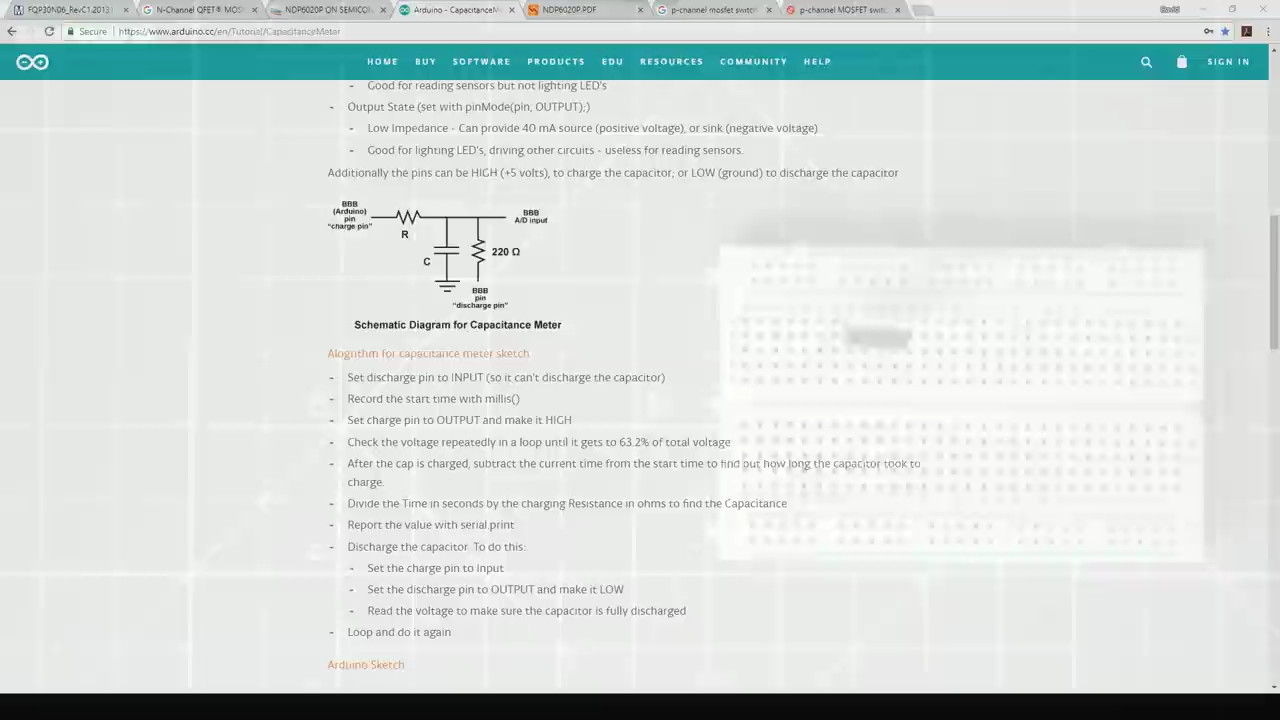 FQP30N06_RevC1.20131
N-Channel QFET® MOS
NDP6020P ON SEMICON
Arduino - CapacitanceM
NDP6020P.PDF
p-channel mosfet switch
p-channel MOSFET switc
David
Secure
https://www.arduino.cc/en/Tutorial/CapacitanceMeter
HOME BUY SOFTWARE PRODUCTS EDU RESOURCES COMMUNITY HELP
SIGN IN
- Good for reading sensors but not lighting LED's
- Output State (set with pinMode(pin, OUTPUT);)
- Low Impedance - Can provide 40 mA source (positive voltage), or sink (negative voltage)
- Good for lighting LED's, driving other circuits - useless for reading sensors.
Additionally the pins can be HIGH (+5 volts), to charge the capacitor; or LOW (ground) to discharge the capacitor
BBB
(Arduino)
pin
"charge pin"
R
BBB
A/D input
C
220 Ω
BBB
pin
"discharge pin"
Schematic Diagram for Capacitance Meter
Alogrithm for capacitance meter sketch
- Set discharge pin to INPUT (so it can't discharge the capacitor)
- Record the start time with millis()
- Set charge pin to OUTPUT and make it HIGH
- Check the voltage repeatedly in a loop until it gets to 63.2% of total voltage
- After the cap is charged, subtract the current time from the start time to find out how long the capacitor took to
charge.
- Divide the Time in seconds by the charging Resistance in ohms to find the Capacitance
- Report the value with serial.print
- Discharge the capacitor. To do this:
- Set the charge pin to Input
- Set the discharge pin to OUTPUT and make it LOW
- Read the voltage to make sure the capacitor is fully discharged
- Loop and do it again
Arduino Sketch